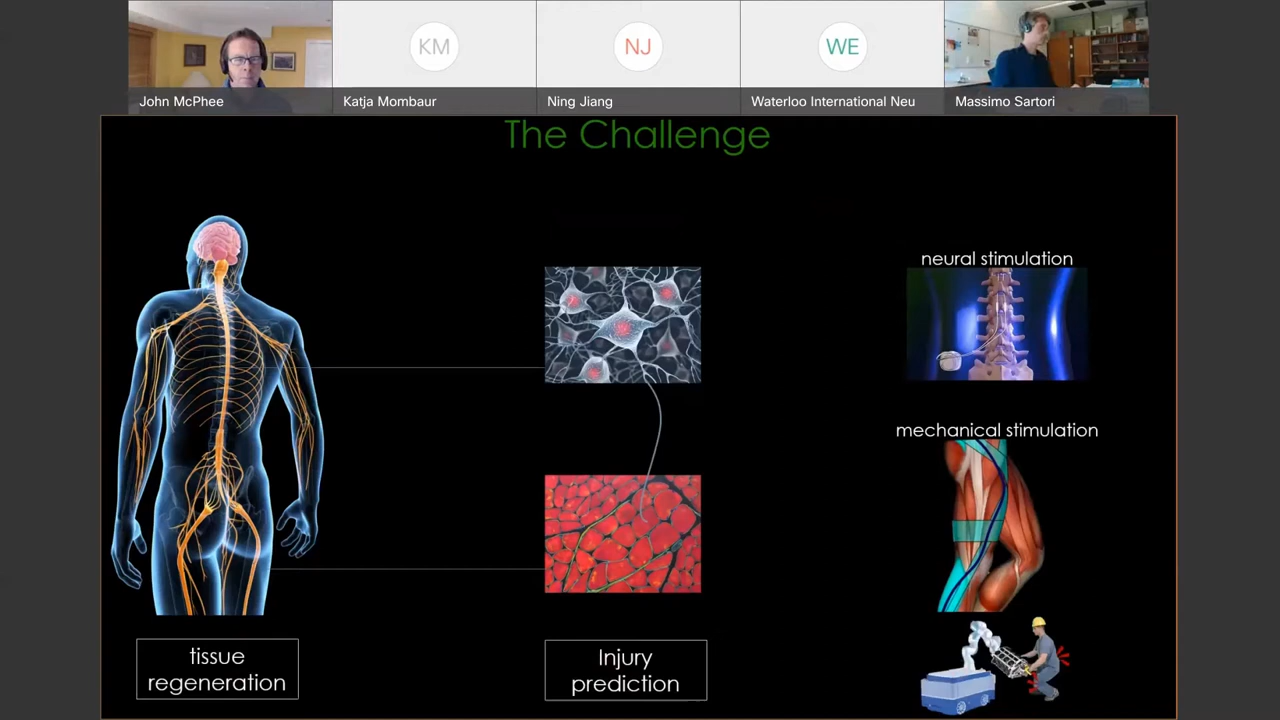 KM
NJ
WE
John McPhee
Katja Mombaur
Ning Jiang
Waterloo International Neu
Massimo Sartori
The Challenge
neural stimulation
mechanical stimulation
tissue
regeneration
Injury
prediction